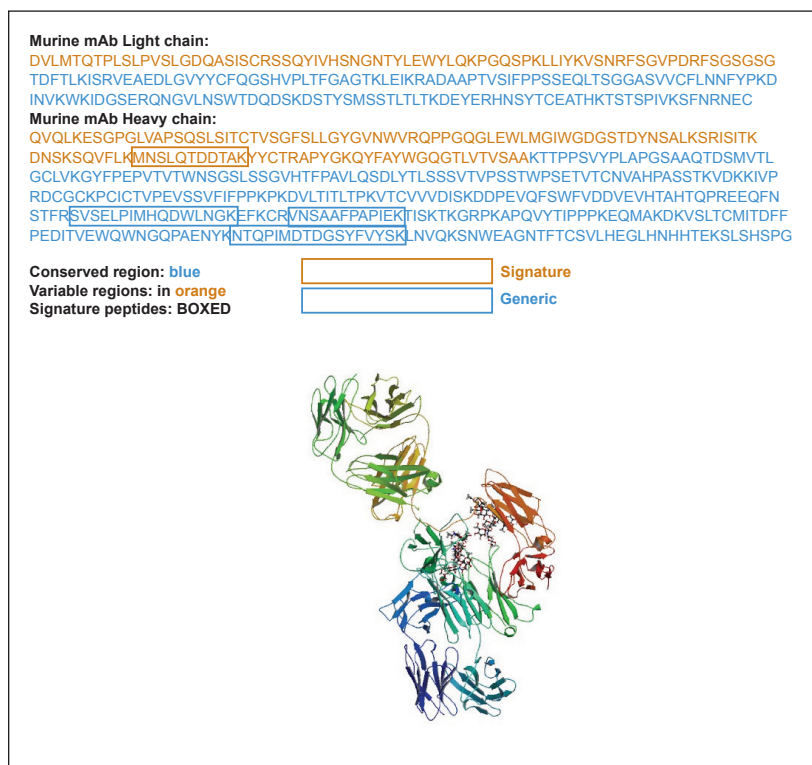 Murine mAb Light chain:
DVLMTQTPLSLPVSLGDQASISCRSSQYIVHSNGNTYLEWYLQKPGQSPKLLIYKVSNRFSGVPDRFSGSGSG
TDFTLKISRVEAEDLGVYYCFQGSHVPLTFGAGTKLEIKRADAAPTVSIFPPSSEQLTSGGASVVCFLNNFYPKD
INVKWKIDGSERQNGVLNSWTDQDSKDSTYSMSSTLTLTKDEYERHNSYTCEATHKTSTSPIVKSFNRNEC
Murine mAb Heavy chain:
QVQLKESGPGLVAPSQSLSITCTVSGFSLLGYGVNWVRQPPGQGLEWLMGIWGDGSTDYNSALKSRISITK
DNSKSQVFLKMNSLQTDDTAKYYCTRAPYGKQYFAYWGQGTLVTVSAAKTTPPSVYPLAPGSAAQTDSMVTL
GCLVKGYFPEPVTVTWNSGSLSSGVHTFPAVLQSDLYTLSSSVTVPSSTWPSETVTCNVAHPASSTKVDKKIVP
RDCGCKPCICTVPEVSSVFIFPPKPKDVLTITLTPKVTCVVVDISKDDPEVQFSWFVDDVEVHTAHTQPREEQFN
STFRSVSELPIMHQDWLNGKEFKCRVNSAAFPAPIEKTISKTKGRPKAPQVYTIPPPKEQMAKDKVSLTCMITDFF
PEDITVEWQWNGQPAENYKNTQPIMDTDGSYFVYSKLNVQKSNWEAGNTFTCSVLHEGLHNHHTEKSLSHSPG
Conserved region: blue
Variable regions: in orange
Signature peptides: BOXED
Signature
Generic